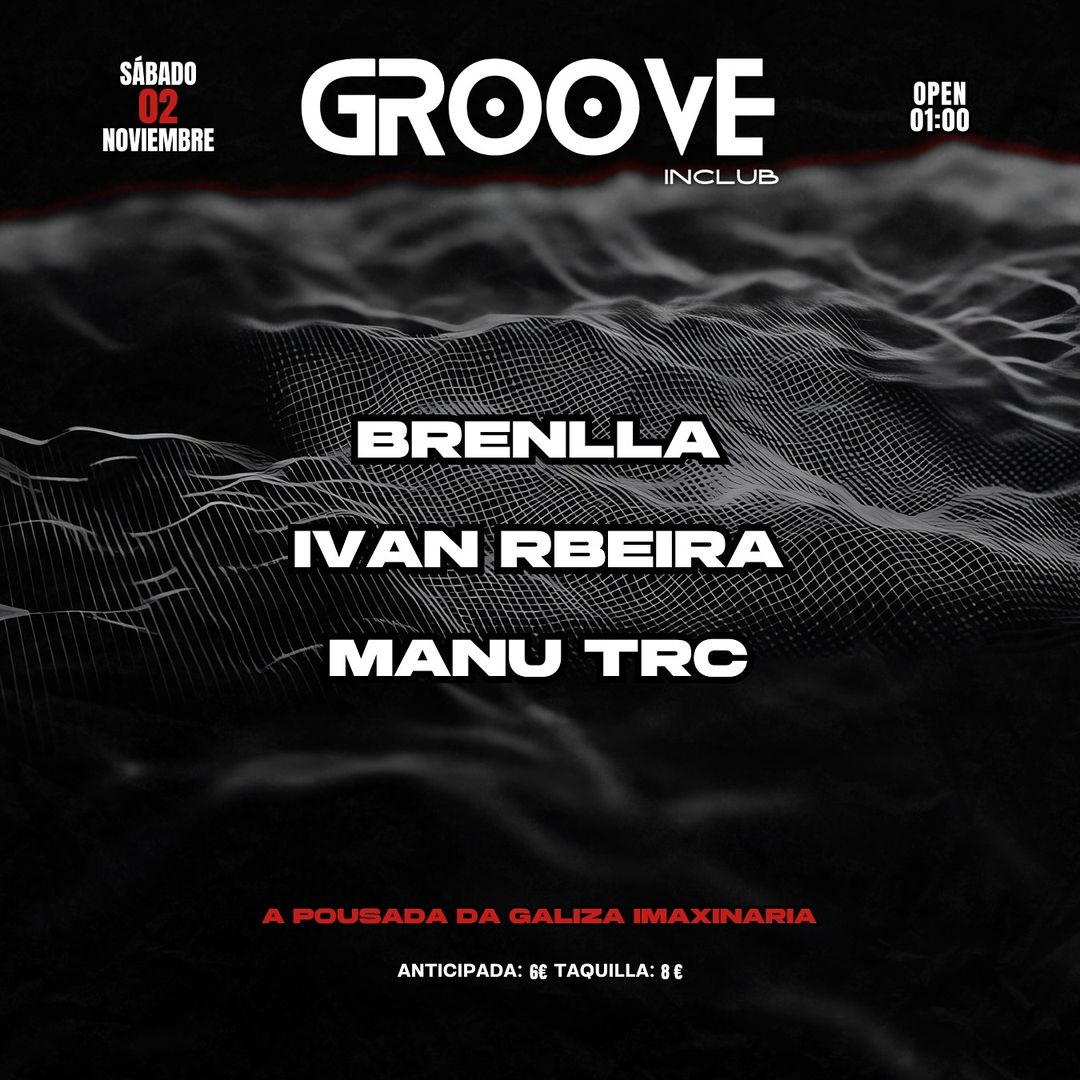 SÁBADO
02
NOVIEMBRE
GROOVE
INCLUB
OPEN
01:00
BRENLLA
IVAN RBEIRA
MANU TRC
A POUSADA DA GALIZA IMAXINARIA
ANTICIPADA: 6€ TAQUILLA: 8 €